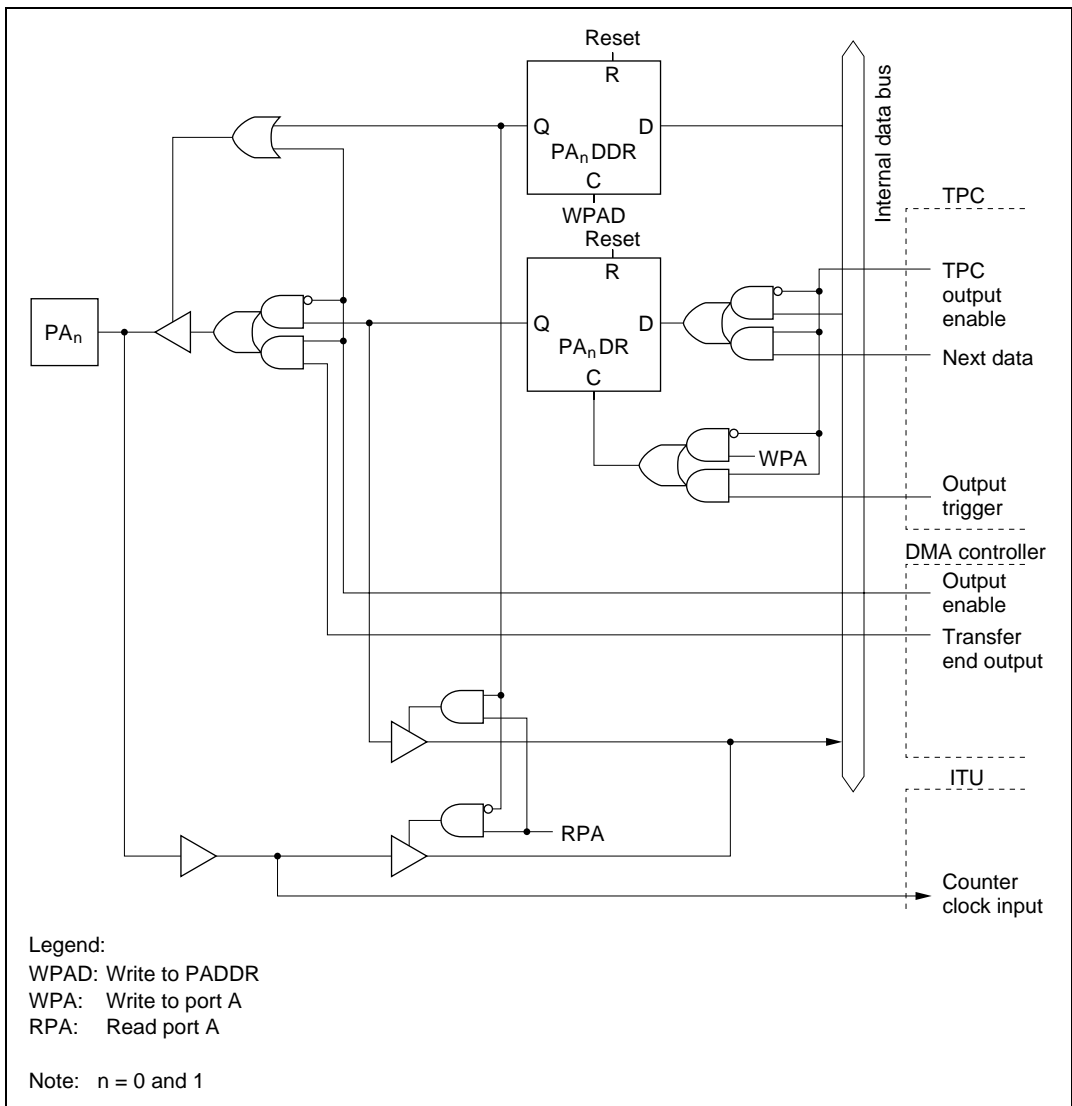 Reset
R
Q
D
PAnDDR
C
WPAD
Reset
R
Q
D
PAnDR
C
WPA
PAn
Internal data bus
TPC
TPC
output
enable
Next data
Output
trigger
DMA controller
Output
enable
Transfer
end output
ITU
RPA
Counter
clock input
Legend:
WPAD: Write to PADDR
WPA: Write to port A
RPA: Read port A
Note: n = 0 and 1